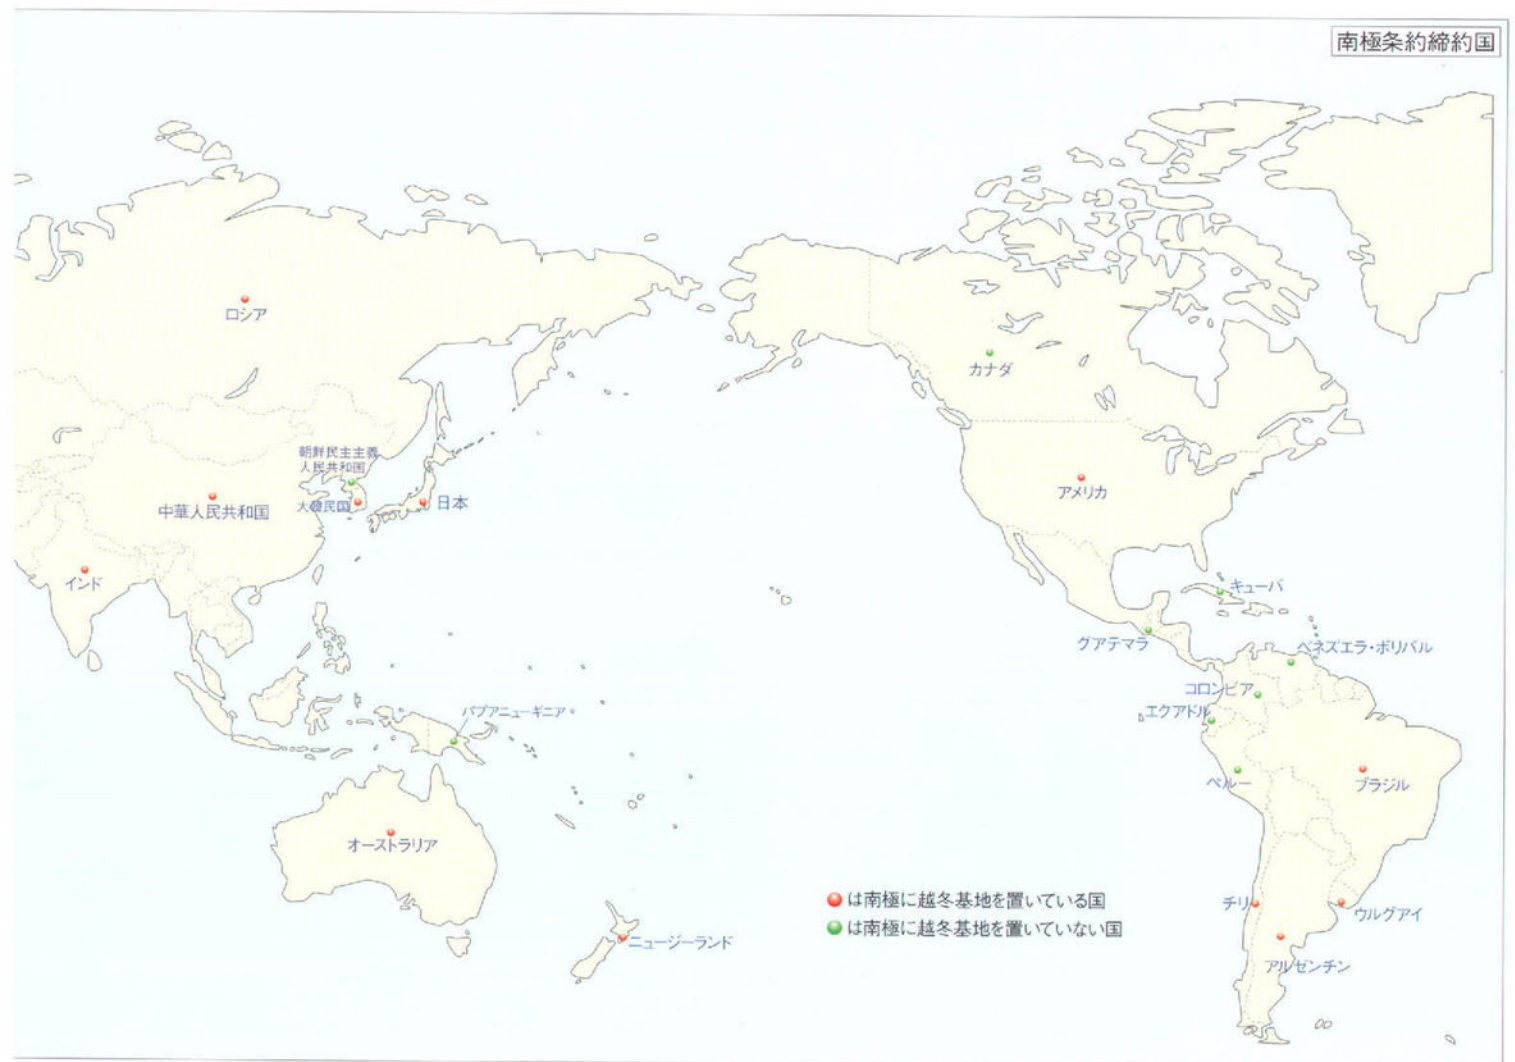 南極条約締約国
ロシア
カナダ
朝鮮民主主義
人民共和国
大韓民国
日本
中華人民共和国
アメリカ
インド
キューバ
グアテマラ
ベネズエラ・ボリバル
コロンビア
エクアドル
パプアニューギニア
ペルー
ブラジル
オーストラリア
は南極に越冬基地を置いている国
は南極に越冬基地を置いていない国
チリ
ウルグアイ
ニュージーランド
アルゼンチン